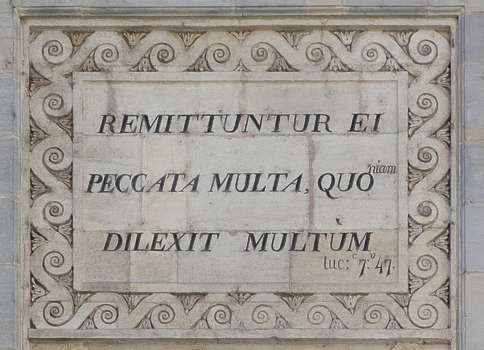 REMITTUNTUR EI
PECCATA MULTA, QUOniam
DILEXIT MULTUM
luc: c 7: v 47.